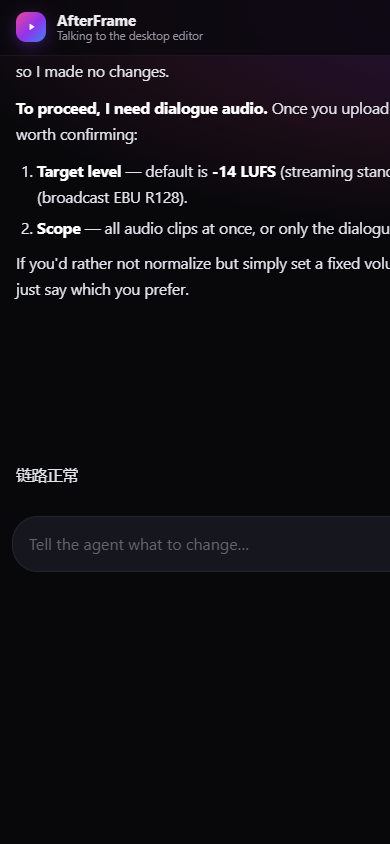 AfterFrame
Talking to the desktop editor
so I made no changes.
To proceed, I need dialogue audio. Once you upload
worth confirming:
1. Target level — default is -14 LUFS (streaming stanc
(broadcast EBU R128).
2. Scope — all audio clips at once, or only the dialogu
If you'd rather not normalize but simply set a fixed volu
just say which you prefer.
链路正常
Tell the agent what to change...